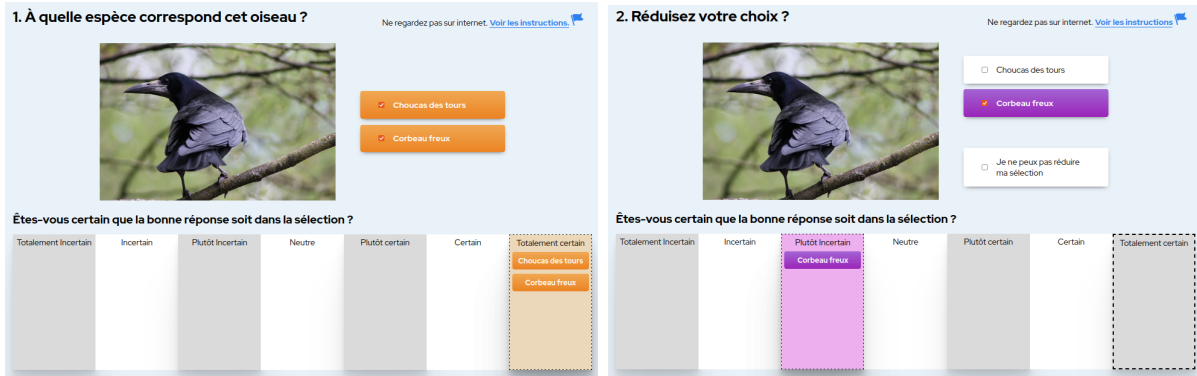 1. À quelle espèce correspond cet oiseau ?
Ne regardez pas sur internet. Voir les instructions.
Choucas des tours
Corbeau freux
Êtes-vous certain que la bonne réponse soit dans la sélection ?
Totalement Incertain Incertain Plutôt Incertain Neutre Plutôt certain Certain Totalement certain
Choucas des tours
Corbeau freux
2. Réduisez votre choix ?
Ne regardez pas sur internet. Voir les instructions
Choucas des tours
Corbeau freux
Je ne peux pas réduire
ma sélection
Êtes-vous certain que la bonne réponse soit dans la sélection ?
Totalement Incertain Incertain Plutôt Incertain Neutre Plutôt certain Certain Totalement certain
Corbeau freux